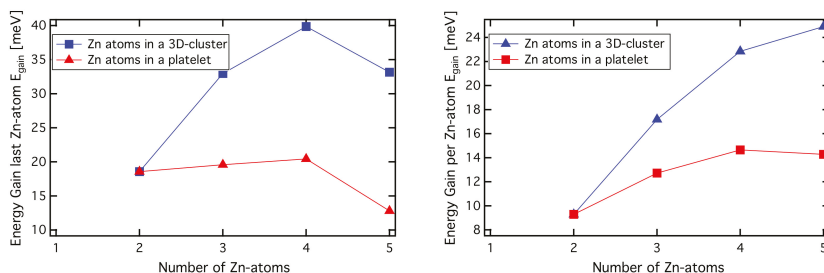 Energy Gain last Zn-atom E_gain [meV]
40
35
30
25
20
15
10
Zn atoms in a 3D-cluster
Zn atoms in a platelet
1 2 3 4 5
Number of Zn-atoms
Energy Gain per Zn-atom E_gain [meV]
24
22
20
18
16
14
12
10
8
Zn atoms in a 3D-cluster
Zn atoms in a platelet
1 2 3 4 5
Number of Zn-atoms